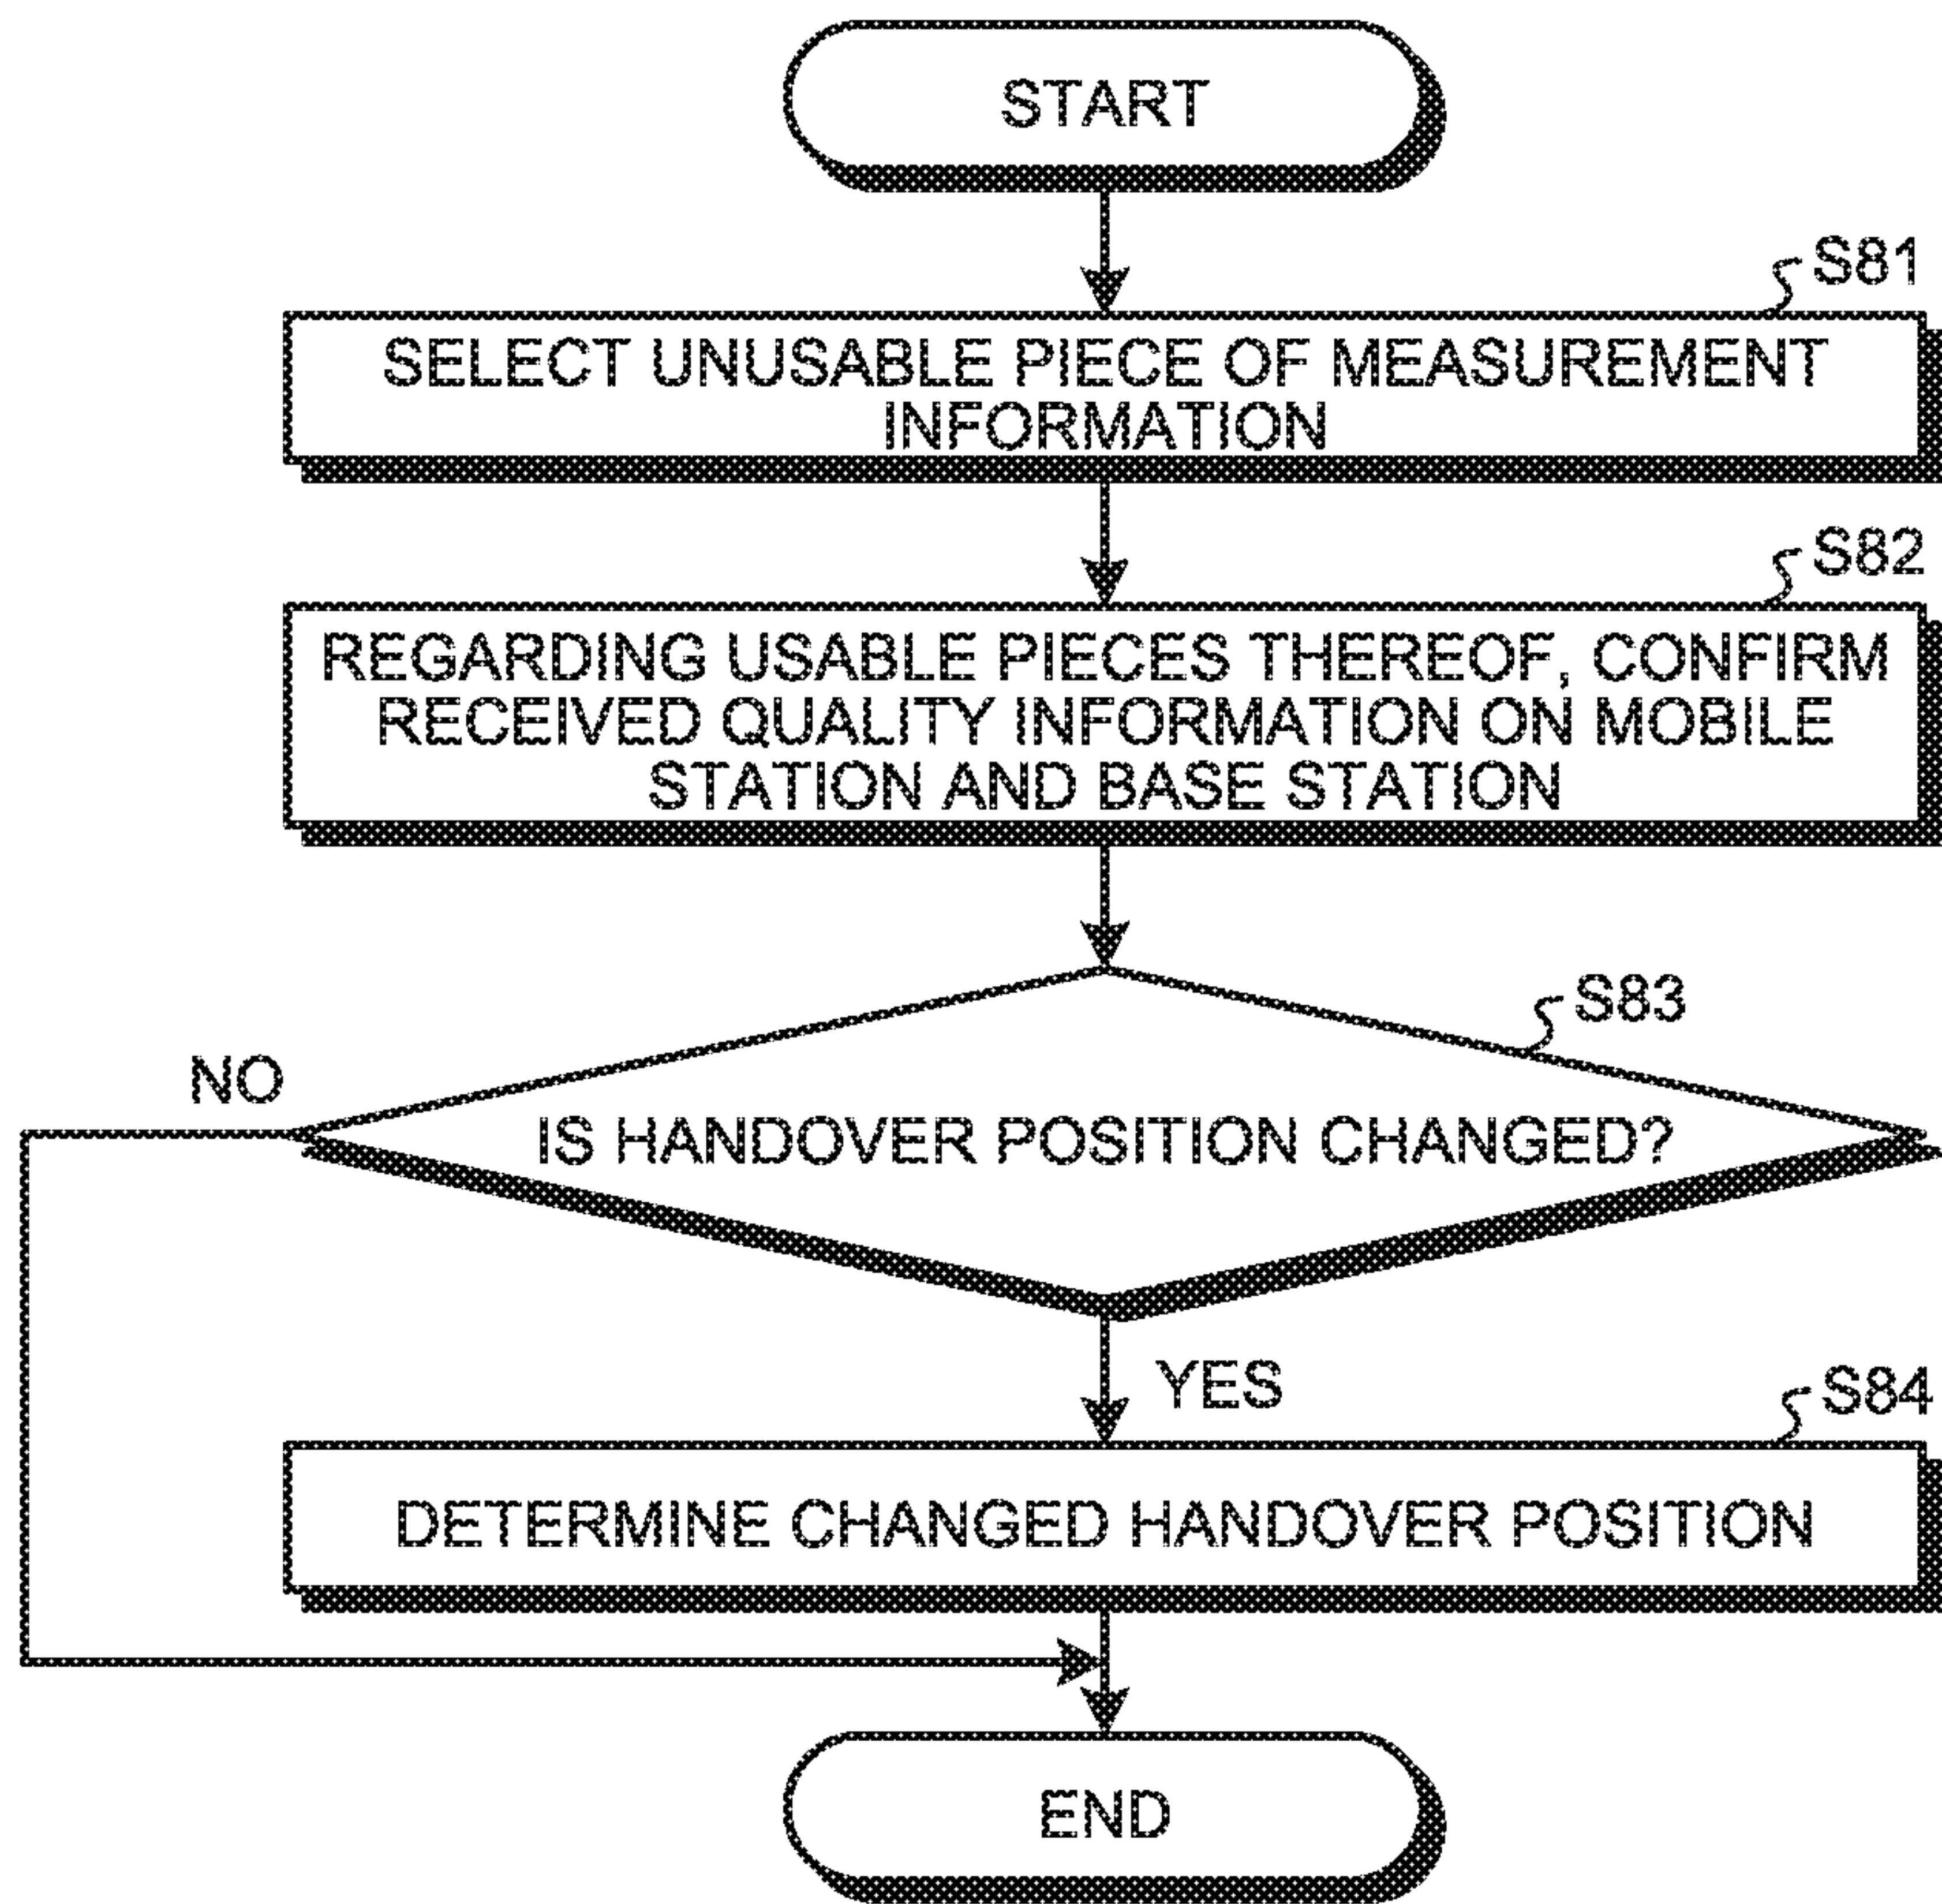 START
S81
SELECT UNUSABLE PIECE OF MEASUREMENT
INFORMATION
S82
REGARDING USABLE PIECES THEREOF, CONFIRM
RECEIVED QUALITY INFORMATION ON MOBILE
STATION AND BASE STATION
S83
NO
IS HANDOVER POSITION CHANGED?
YES
S84
DETERMINE CHANGED HANDOVER POSITION
END